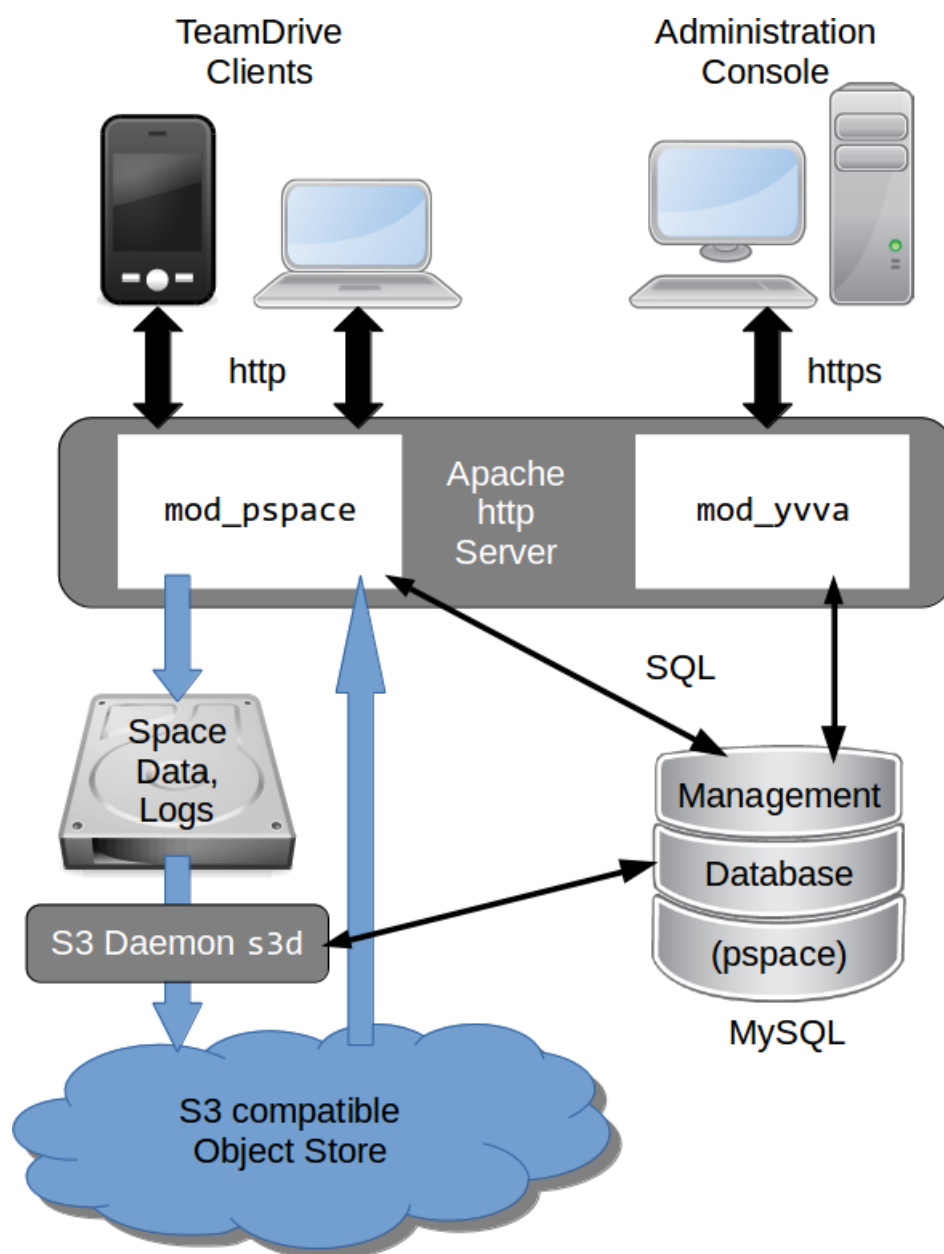 TeamDrive
Clients
Administration
Console
http
https
mod_pspace
Apache
http
Server
mod_yvva
SQL
Space
Data,
Logs
Management
Database
(pspace)
MySQL
S3 Daemon s3d
S3 compatible
Object Store